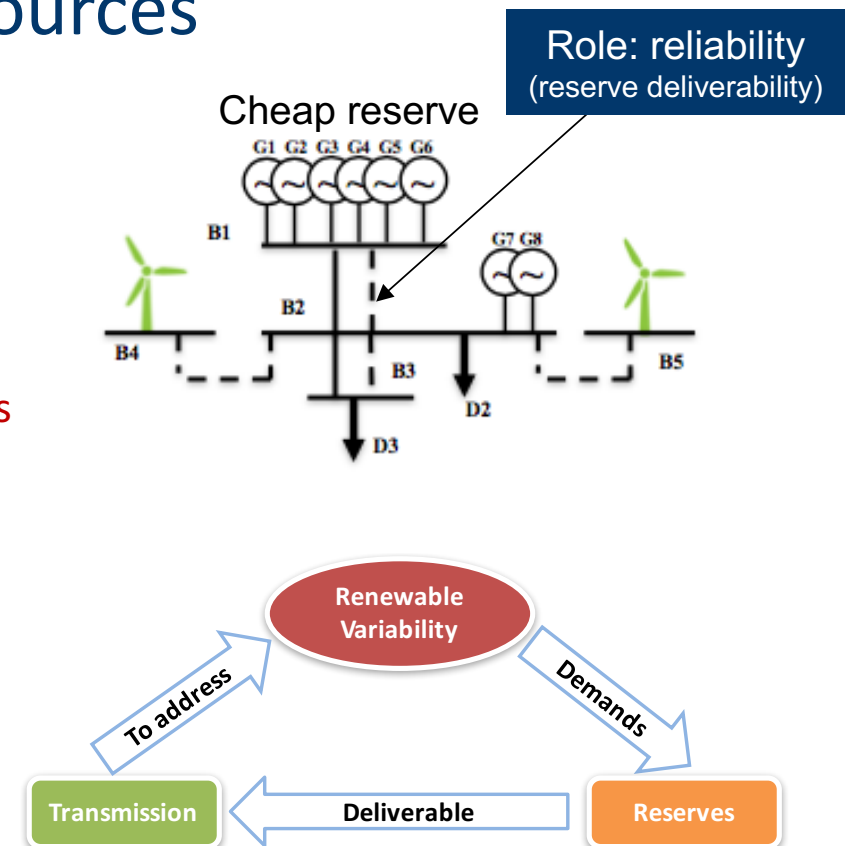 ources
Role: reliability
(reserve deliverability)
Cheap reserve
G1 G2 G3 G4 G5 G6
B1
G7 G8
B2
B4
B3
B5
s
D2
D3
Renewable
Variability
To address
Demands
Transmission
Deliverable
Reserves